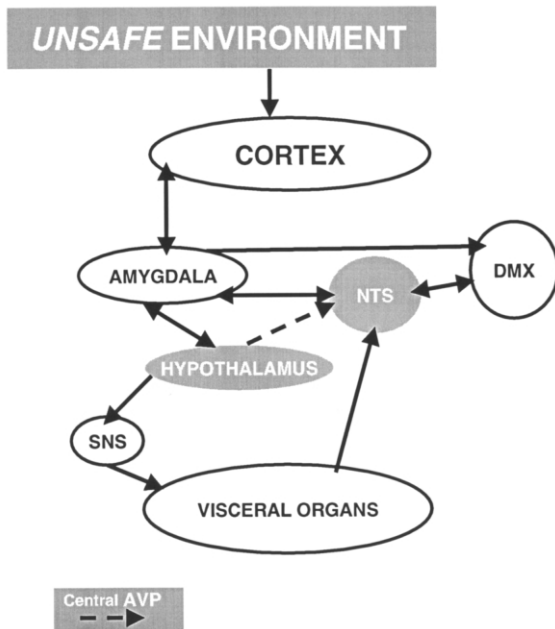 UNSAFE ENVIRONMENT
CORTEX
AMYGDALA
DMX
NTS
HYPOTHALAMUS
SNS
VISCERAL ORGANS
Central AVP